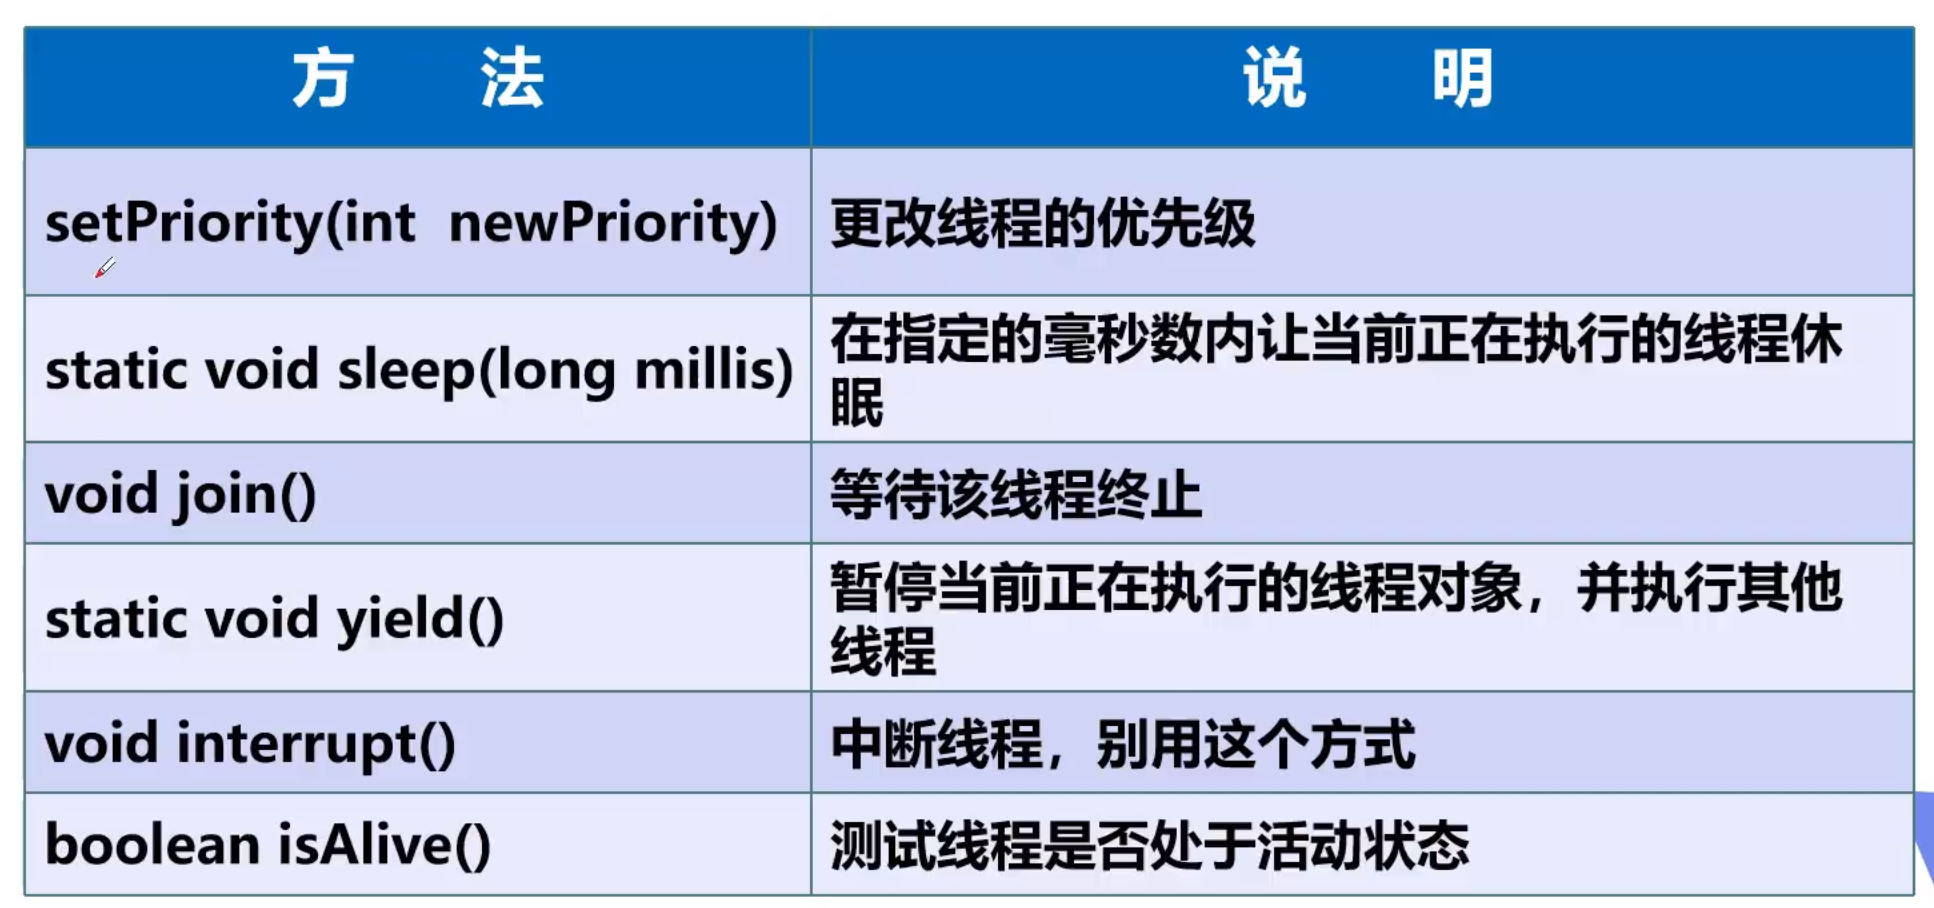 方 法
说 明
setPriority(int newPriority)
更改线程的优先级
static void sleep(long millis)
在指定的毫秒数内让当前正在执行的线程休
眠
void join()
等待该线程终止
static void yield()
暂停当前正在执行的线程对象，并执行其他
线程
void interrupt()
中断线程，别用这个方式
boolean isAlive()
测试线程是否处于活动状态